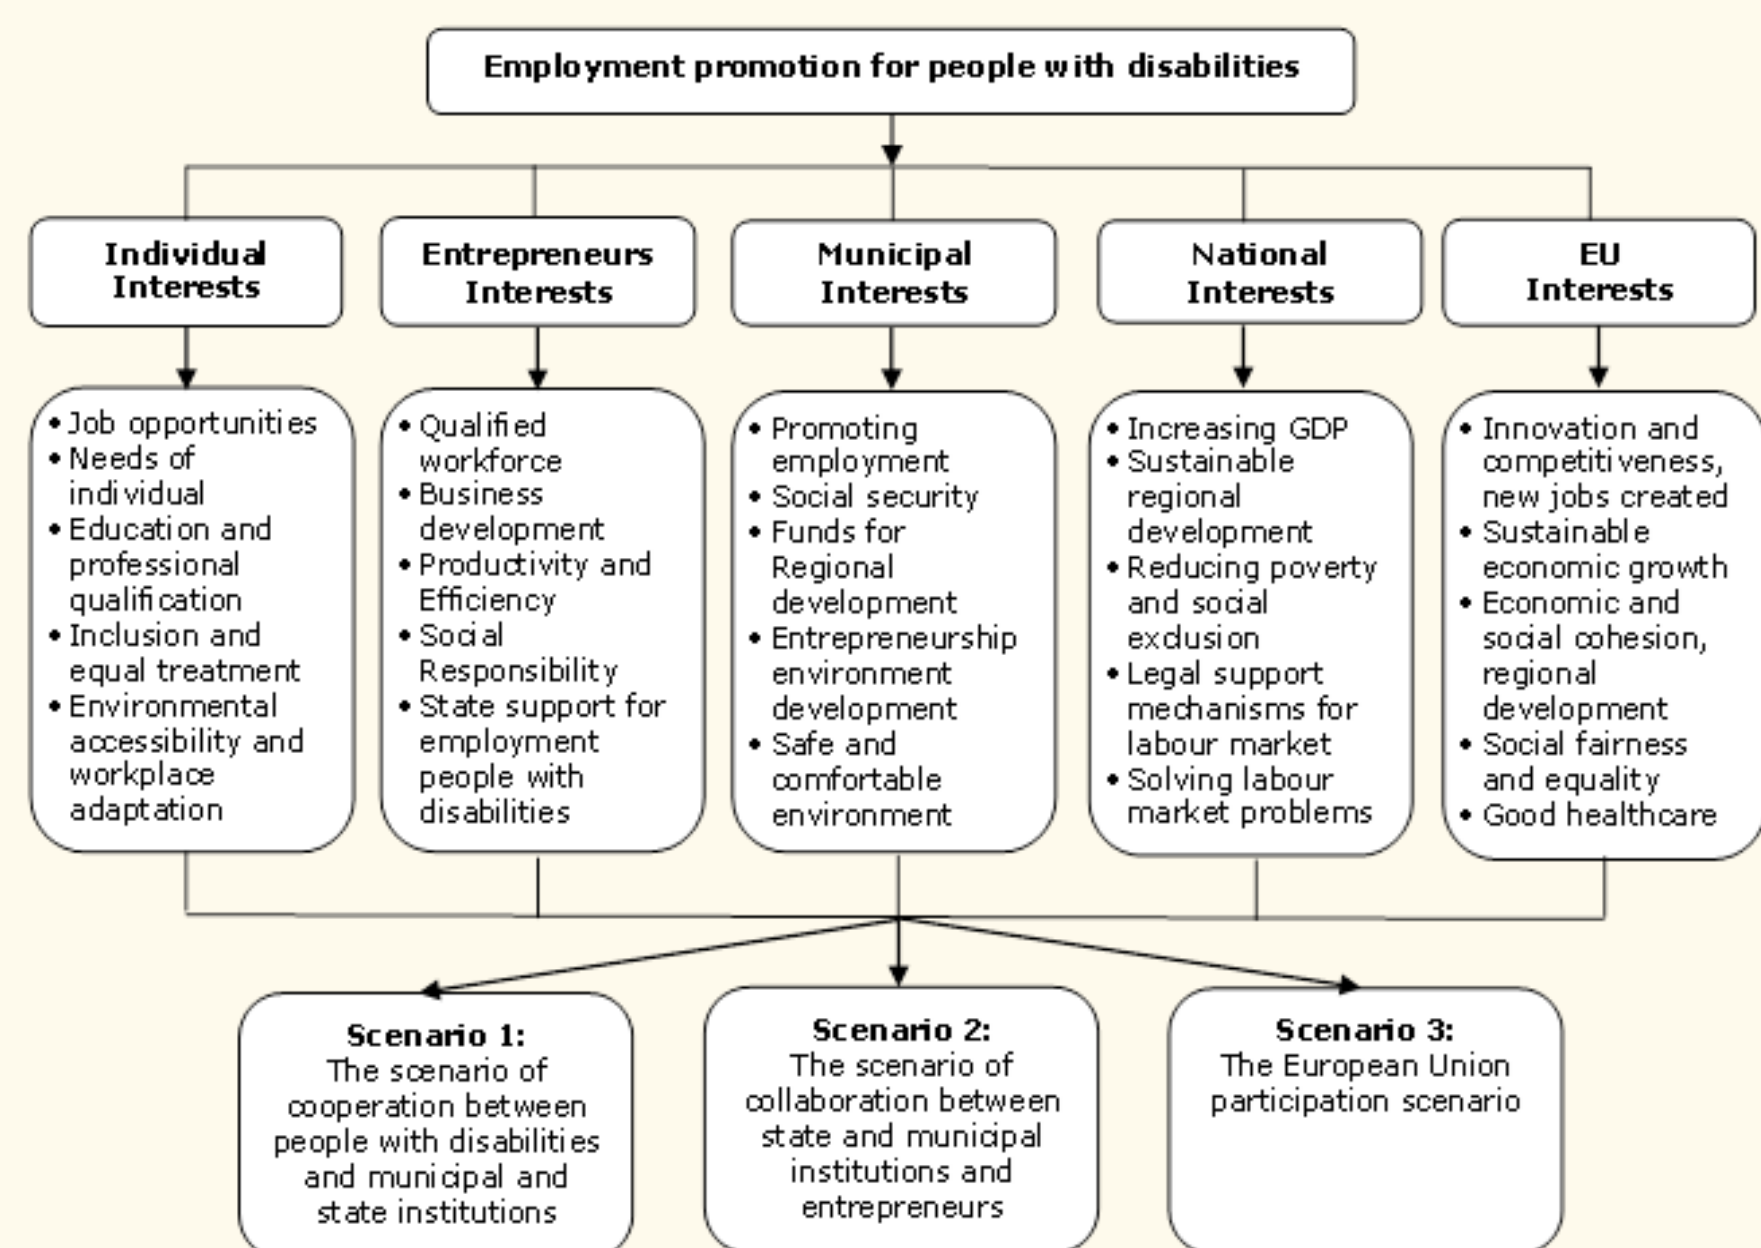 Employment promotion for people with disabilities
Individual
Interests
Entrepreneurs
Interests
Municipal
Interests
National
Interests
EU
Interests
• Job opportunities
• Needs of
individual
• Education and
professional
qualification
• Inclusion and
equal treatment
• Environmental
accessibility and
workplace
adaptation
• Qualified
workforce
• Business
development
• Productivity and
Efficiency
• Social
Responsibility
• State support for
employment
people with
disabilities
• Promoting
employment
• Social security
• Funds for
Regional
development
• Entrepreneurship
environment
development
• Safe and
comfortable
environment
• Increasing GDP
• Sustainable
regional
development
• Reducing poverty
and social
exclusion
• Legal support
mechanisms for
labour market
• Solving labour
market problems
• Innovation and
competitiveness,
new jobs created
• Sustainable
economic growth
• Economic and
social cohesion,
regional
development
• Social fairness
and equality
• Good healthcare
Scenario 1:
The scenario of
cooperation between
people with disabilities
and municipal and
state institutions
Scenario 2:
The scenario of
collaboration between
state and municipal
institutions and
entrepreneurs
Scenario 3:
The European Union
participation scenario